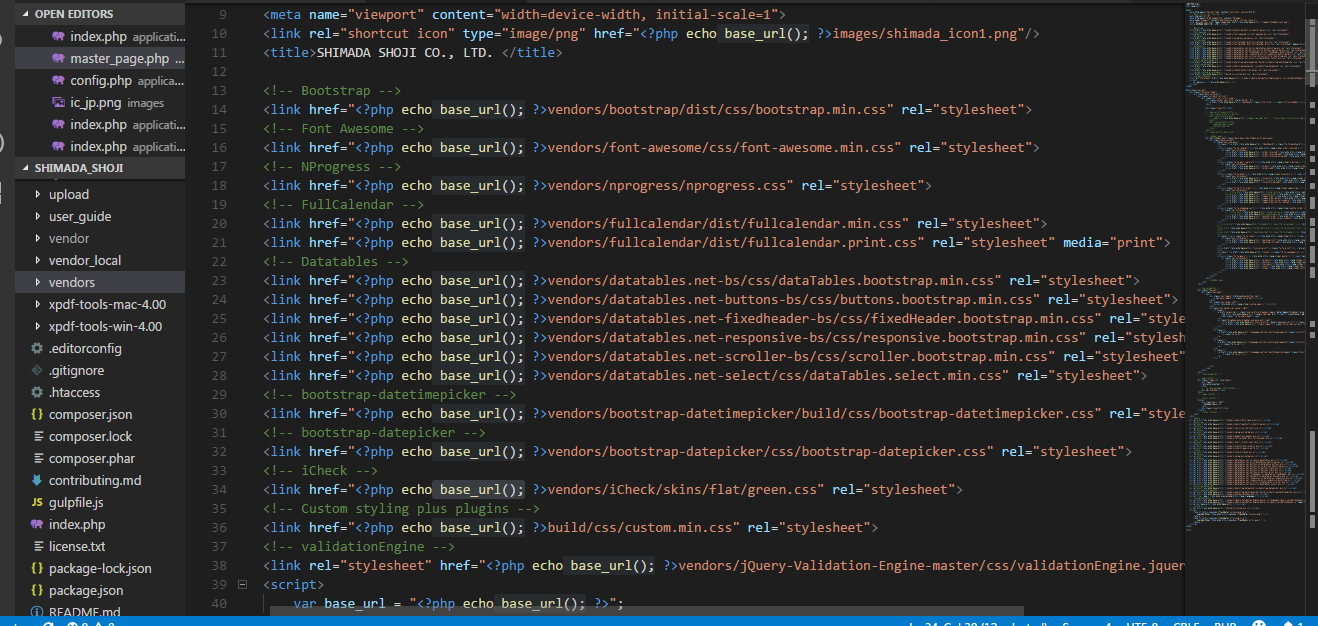 OPEN EDITORS
index.php applicati...
master_page.php ...
config.php applica...
ic_jp.png images
index.php applicati...
index.php applicati...
SHIMADA_SHOJI
upload
user_guide
vendor
vendor_local
vendors
xpdf-tools-mac-4.00
xpdf-tools-win-4.00
.editorconfig
.gitignore
.htaccess
composer.json
composer.lock
composer.phar
contributing.md
JS gulpfile.js
index.php
license.txt
package-lock.json
package.json
README.md
9 <meta name="viewport" content="width=device-width, initial-scale=1">
10 <link rel="shortcut icon" type="image/png" href="<?php echo base_url(); ?>images/shimada_icon1.png"/>
11 <title>SHIMADA SHOJI CO., LTD. </title>
12
13 <!-- Bootstrap -->
14 <link href="<?php echo base_url(); ?>vendors/bootstrap/dist/css/bootstrap.min.css" rel="stylesheet">
15 <!-- Font Awesome -->
16 <link href="<?php echo base_url(); ?>vendors/font-awesome/css/font-awesome.min.css" rel="stylesheet">
17 <!-- NProgress -->
18 <link href="<?php echo base_url(); ?>vendors/nprogress/nprogress.css" rel="stylesheet">
19 <!-- FullCalendar -->
20 <link href="<?php echo base_url(); ?>vendors/fullcalendar/dist/fullcalendar.min.css" rel="stylesheet">
21 <link href="<?php echo base_url(); ?>vendors/fullcalendar/dist/fullcalendar.print.css" rel="stylesheet" media="print">
22 <!-- Datatables -->
23 <link href="<?php echo base_url(); ?>vendors/datatables.net-bs/css/dataTables.bootstrap.min.css" rel="stylesheet">
24 <link href="<?php echo base_url(); ?>vendors/datatables.net-buttons-bs/css/buttons.bootstrap.min.css" rel="stylesheet">
25 <link href="<?php echo base_url(); ?>vendors/datatables.net-fixedheader-bs/css/fixedHeader.bootstrap.min.css" rel="style
26 <link href="<?php echo base_url(); ?>vendors/datatables.net-responsive-bs/css/responsive.bootstrap.min.css" rel="stylesh
27 <link href="<?php echo base_url(); ?>vendors/datatables.net-scroller-bs/css/scroller.bootstrap.min.css" rel="stylesheet"
28 <link href="<?php echo base_url(); ?>vendors/datatables.net-select/css/dataTables.select.min.css" rel="stylesheet">
29 <!-- bootstrap-datetimepicker -->
30 <link href="<?php echo base_url(); ?>vendors/bootstrap-datetimepicker/build/css/bootstrap-datetimepicker.css" rel="style
31 <!-- bootstrap-datepicker -->
32 <link href="<?php echo base_url(); ?>vendors/bootstrap-datepicker/css/bootstrap-datepicker.css" rel="stylesheet">
33 <!-- iCheck -->
34 <link href="<?php echo base_url(); ?>vendors/iCheck/skins/flat/green.css" rel="stylesheet">
35 <!-- Custom styling plus plugins -->
36 <link href="<?php echo base_url(); ?>build/css/custom.min.css" rel="stylesheet">
37 <!-- validationEngine -->
38 <link rel="stylesheet" href="<?php echo base_url(); ?>vendors/jQuery-Validation-Engine-master/css/validationEngine.jquer
39 <script>
40 var base_url = "<?php echo base_url(); ?>";